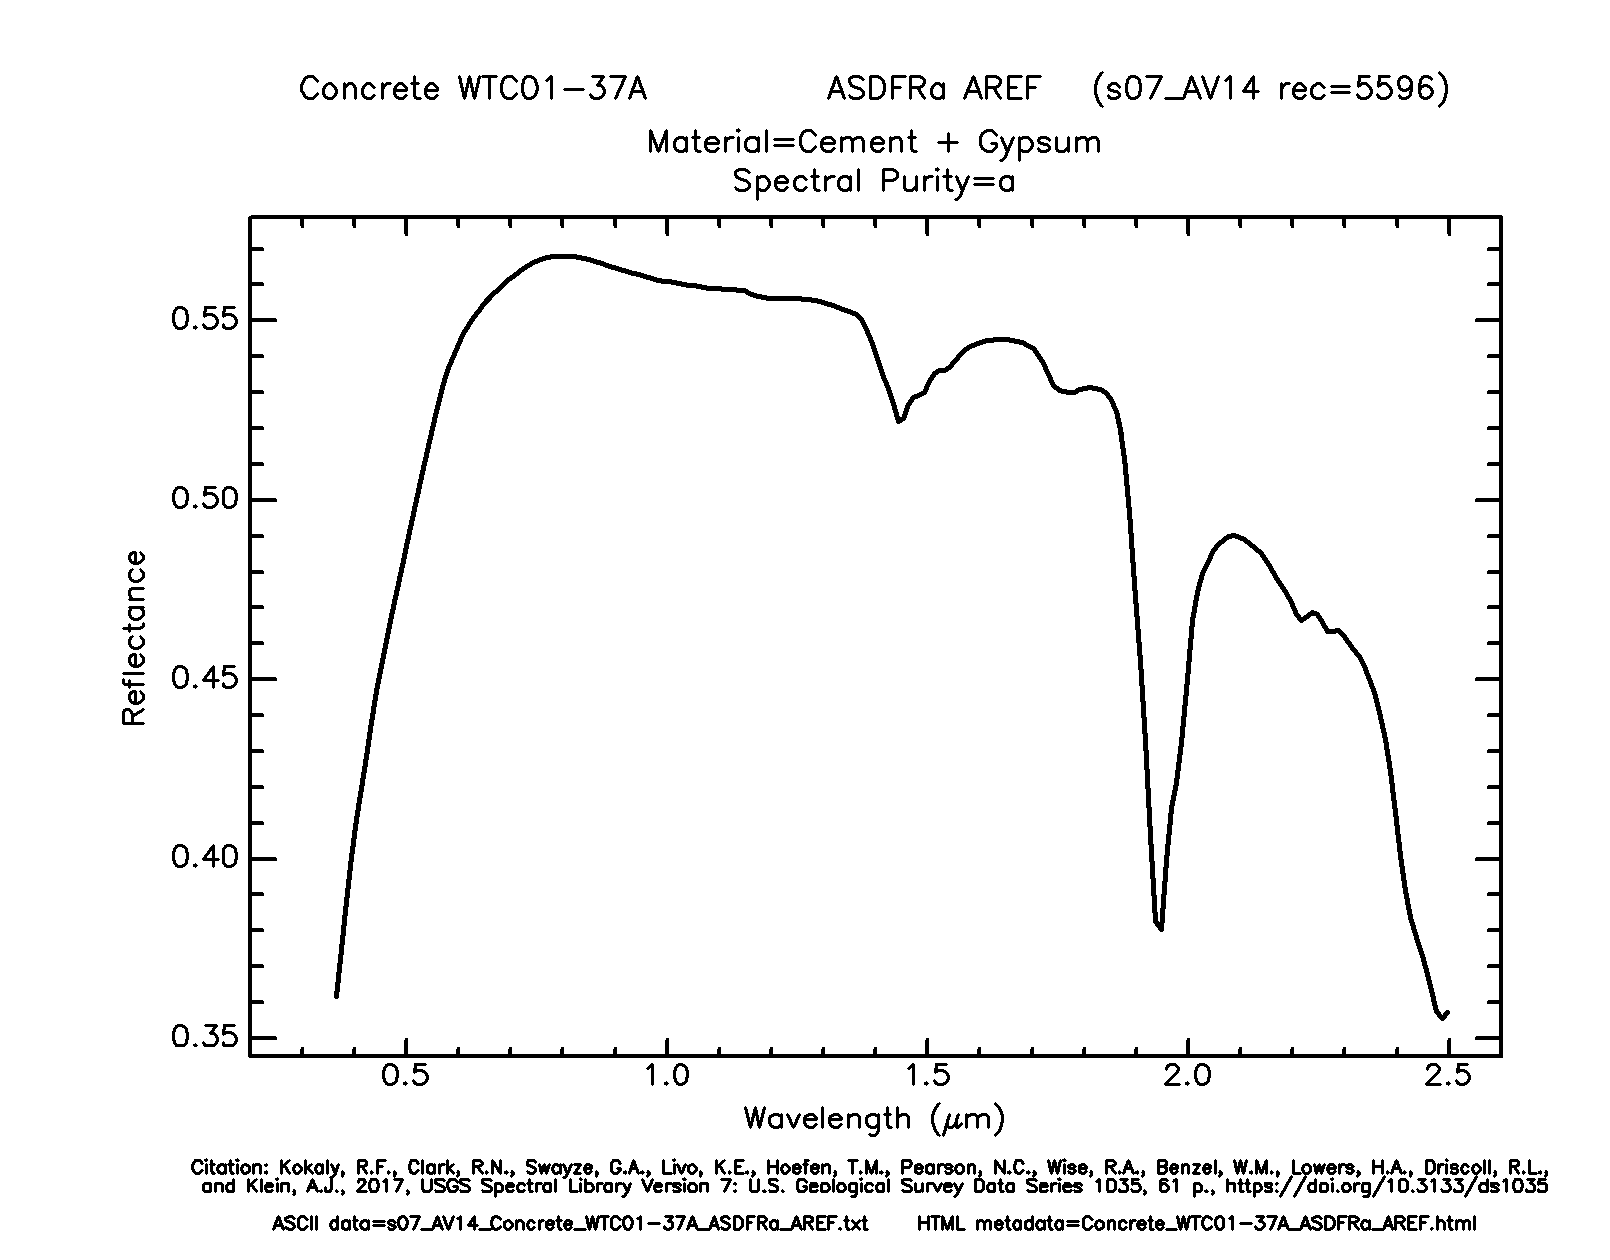 Concrete WTC01-37A ASDFRa AREF (s07_AV14 rec=5596)
Material=Cement + Gypsum
Spectral Purity=a
0.55
0.50
0.45
0.40
0.35
Reflectance
0.5 1.0 1.5 2.0 2.5
Wavelength (μm)
Citation: Kokaly, R.F., Clark, R.N., Swayze, G.A., Livo, K.E., Hoefen, T.M., Pearson, N.C., Wise, R.A., Benzel, W.M., Lowers, H.A., Driscoll, R.L.,
and Klein, A.J., 2017, USGS Spectral Library Version 7: U.S. Geological Survey Data Series 1035, 61 p., https://doi.org/10.3133/ds1035
ASCII data=s07_AV14_Concrete_WTC01-37A_ASDFRa_AREF.txt HTML metadata=Concrete_WTC01-37A_ASDFRa_AREF.html